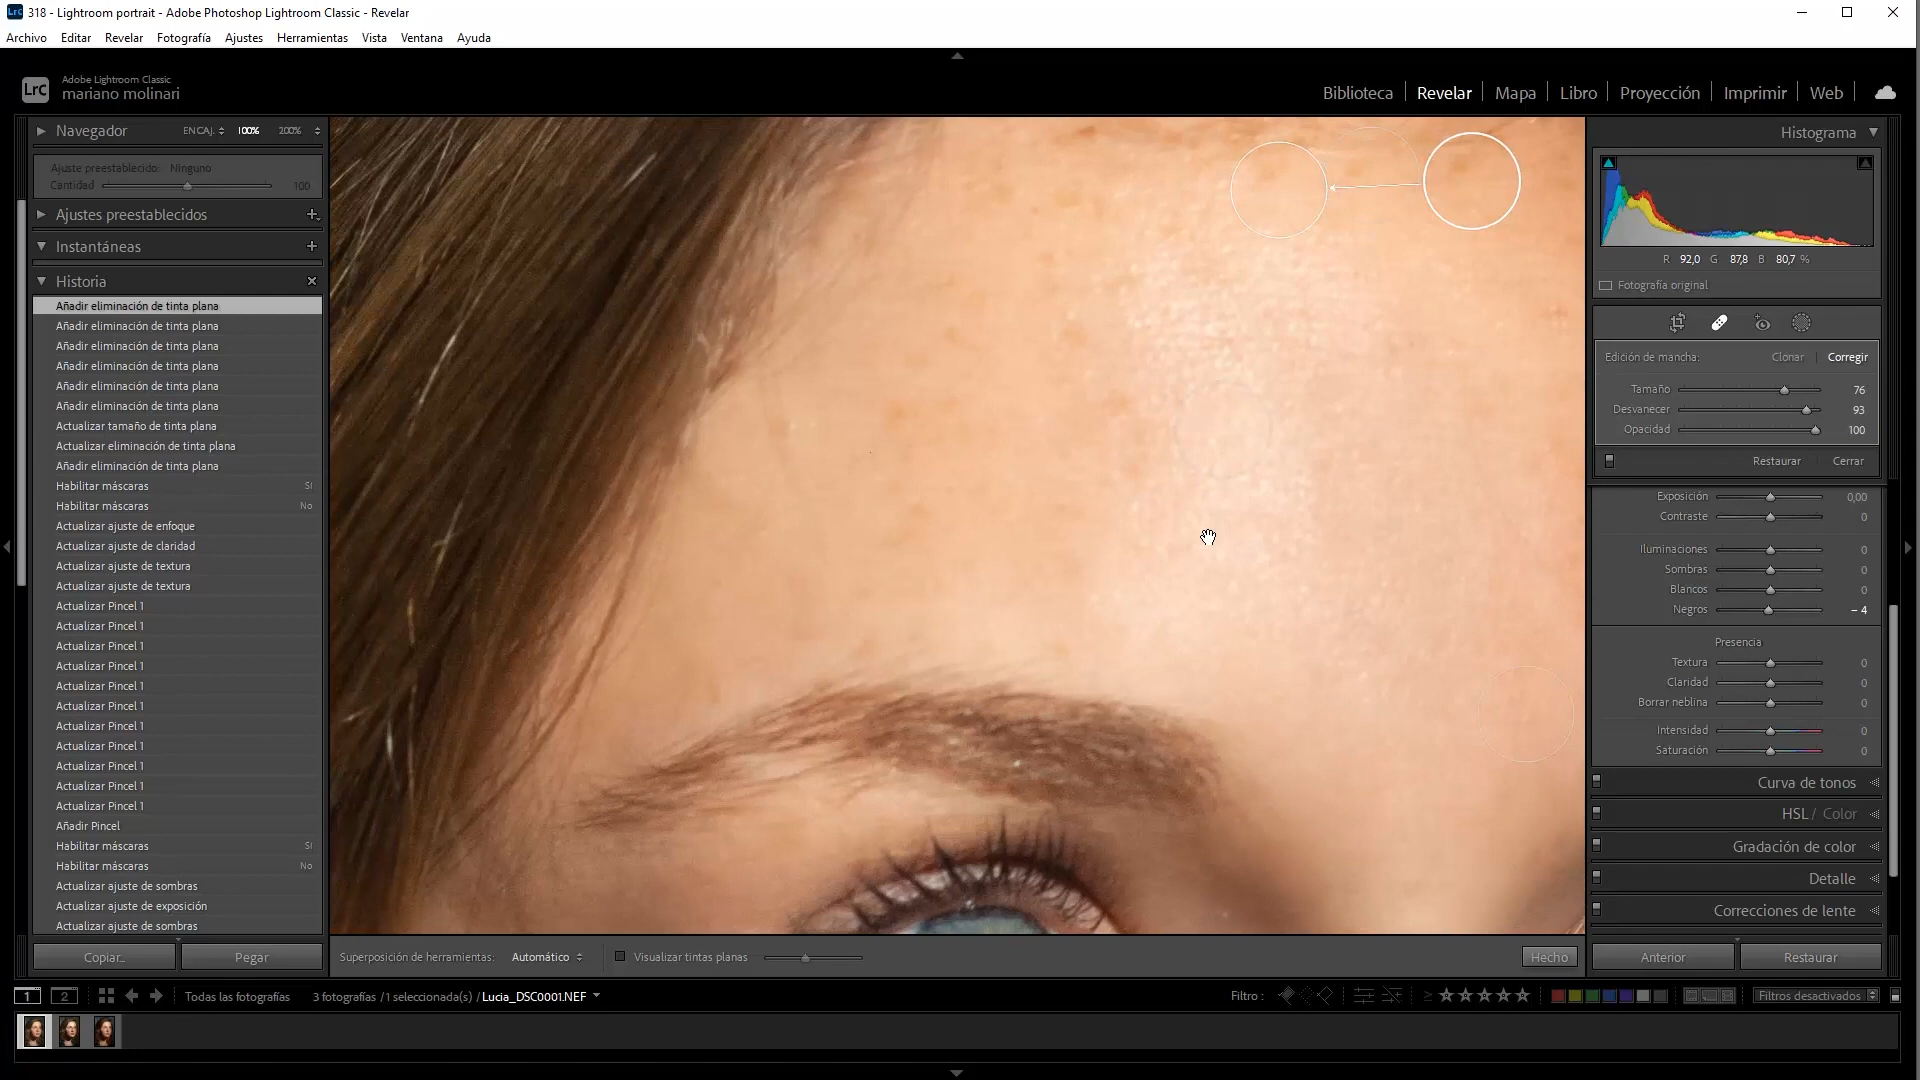 318 - Lightroom portrait - Adobe Photoshop Lightroom Classic - Revelar
Archivo Editar Revelar Fotografía Ajustes Herramientas Vista Ventana Ayuda
LrC Adobe Lightroom Classic
mariano molinari
Biblioteca | Revelar | Mapa | Libro | Proyección | Imprimir | Web |
Navegador ENCAJ. 100% 200%
Ajuste preestablecido: Ninguno
Cantidad 100
Ajustes preestablecidos
Instantáneas
Historia
Añadir eliminación de tinta plana
Añadir eliminación de tinta plana
Añadir eliminación de tinta plana
Añadir eliminación de tinta plana
Añadir eliminación de tinta plana
Añadir eliminación de tinta plana
Actualizar tamaño de tinta plana
Actualizar eliminación de tinta plana
Añadir eliminación de tinta plana
Habilitar máscaras Sí
Habilitar máscaras No
Actualizar ajuste de enfoque
Actualizar ajuste de claridad
Actualizar ajuste de textura
Actualizar ajuste de textura
Actualizar Pincel 1
Actualizar Pincel 1
Actualizar Pincel 1
Actualizar Pincel 1
Actualizar Pincel 1
Actualizar Pincel 1
Actualizar Pincel 1
Actualizar Pincel 1
Actualizar Pincel 1
Actualizar Pincel 1
Actualizar Pincel 1
Añadir Pincel
Habilitar máscaras Sí
Habilitar máscaras No
Actualizar ajuste de sombras
Actualizar ajuste de exposición
Actualizar ajuste de sombras
Copiar... Pegar
Superposición de herramientas: Automático Visualizar tintas planas Hecho
Histograma
R 92,0 G 87,8 B 80,7 %
Fotografía original
Edición de mancha: Clonar | Corregir
Tamaño 76
Desvanecer 93
Opacidad 100
Restaurar Cerrar
Exposición 0,00
Contraste 0
Iluminaciones 0
Sombras 0
Blancos 0
Negros – 4
Presencia
Textura 0
Claridad 0
Borrar neblina 0
Intensidad 0
Saturación 0
Curva de tonos
HSL / Color
Gradación de color
Detalle
Correcciones de lente
Anterior Restaurar
1 2 Todas las fotografías 3 fotografías /1 seleccionada(s) /Lucia_DSC0001.NEF Filtro : Filtros desactivados